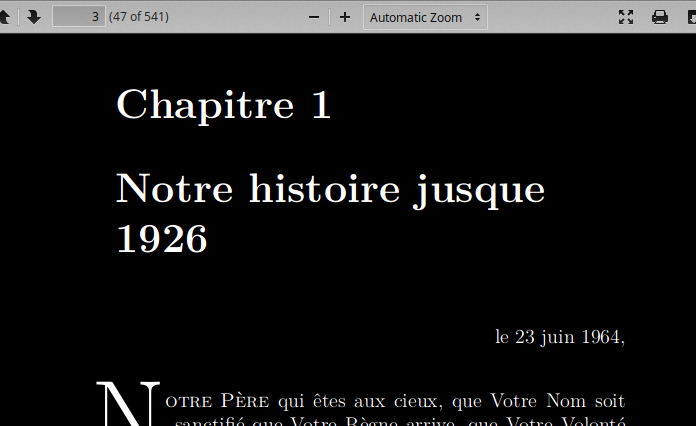 3 (47 of 541) Automatic Zoom
Chapitre 1
Notre histoire jusque
1926
le 23 juin 1964,
NOTRE PÈRE qui êtes aux cieux, que Votre Nom soit
sanctifié que Votre Règne arrive, que Votre Volonté